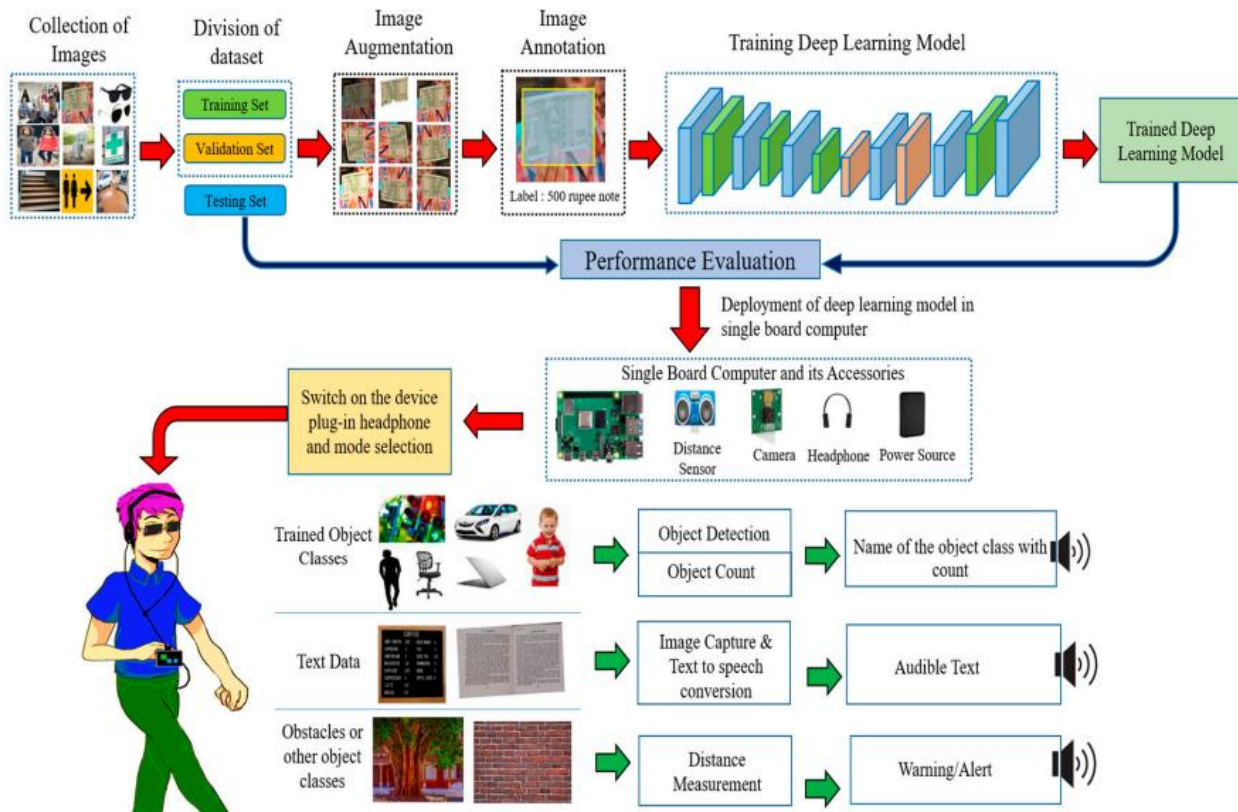 Collection of
Images
Division of
dataset
Image
Augmentation
Image
Annotation
Training Deep Learning Model
Training Set
Validation Set
Testing Set
Label : 500 rupee note
Trained Deep
Learning Model
Performance Evaluation
Deployment of deep learning model in
single board computer
Single Board Computer and its Accessories
Distance
Sensor
Camera
Headphone
Power Source
Switch on the device
plug-in headphone
and mode selection
Trained Object
Classes
Object Detection
Object Count
Name of the object class with
count
Text Data
Image Capture &
Text to speech
conversion
Audible Text
Obstacles or
other object
classes
Distance
Measurement
Warning/Alert